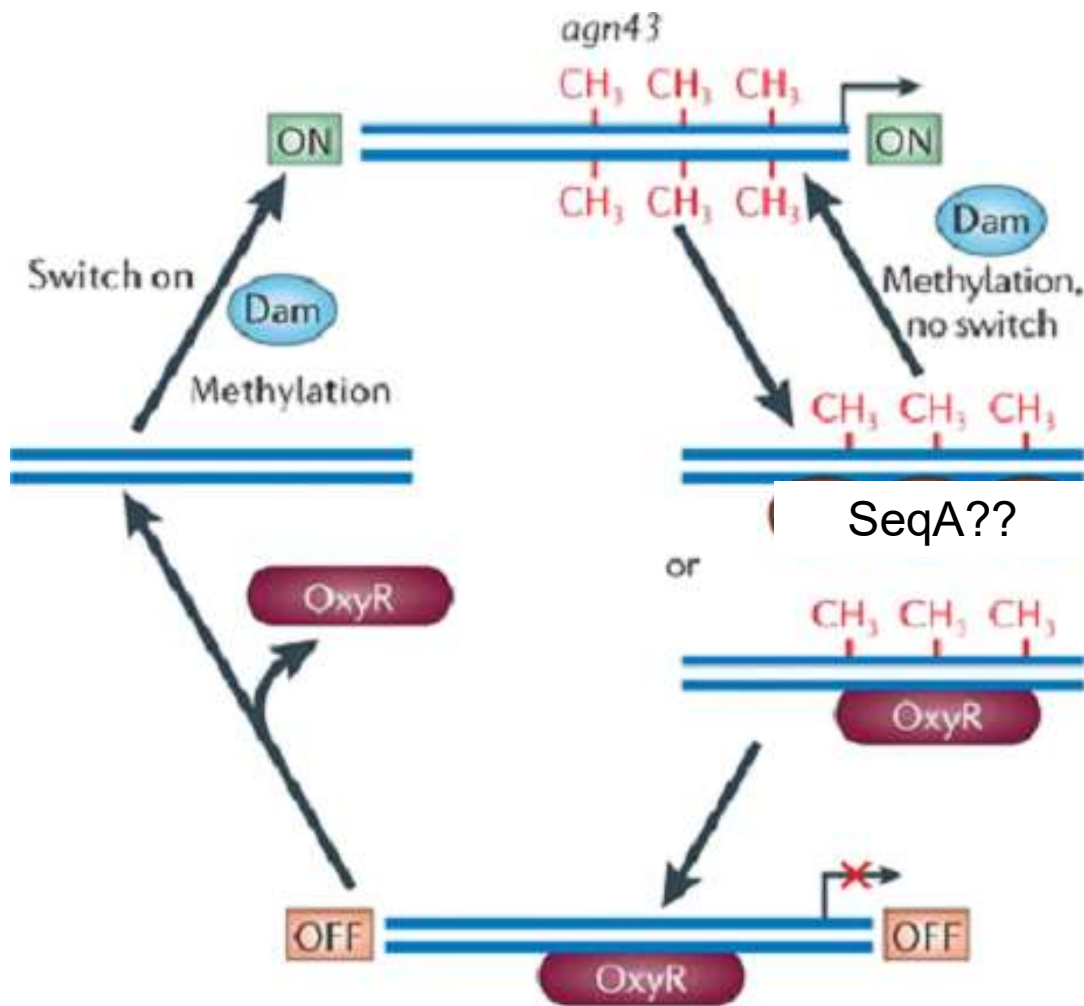 agn43
CH₃ CH₃ CH₃
ON
ON
CH₃ CH₃ CH₃
Switch on
Dam
Methylation
Dam
Methylation,
no switch
CH₃ CH₃ CH₃
SeqA??
or
OxyR
CH₃ CH₃ CH₃
OxyR
OFF
OFF
OxyR